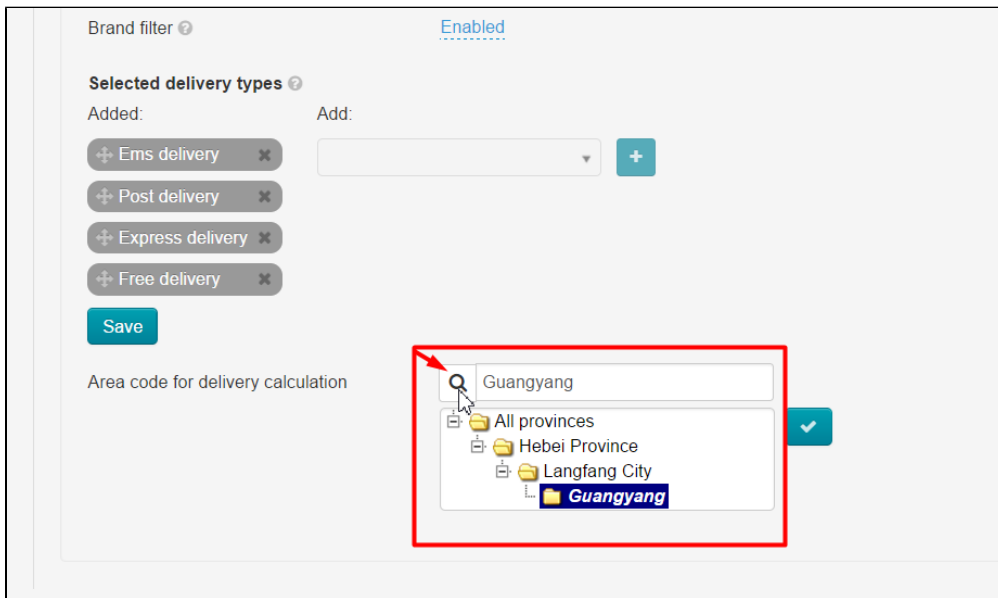 Brand filter
Enabled
Selected delivery types
Added:
Add:
Ems delivery
Post delivery
Express delivery
Free delivery
Save
Area code for delivery calculation
Guangyang
All provinces
Hebei Province
Langfang City
Guangyang